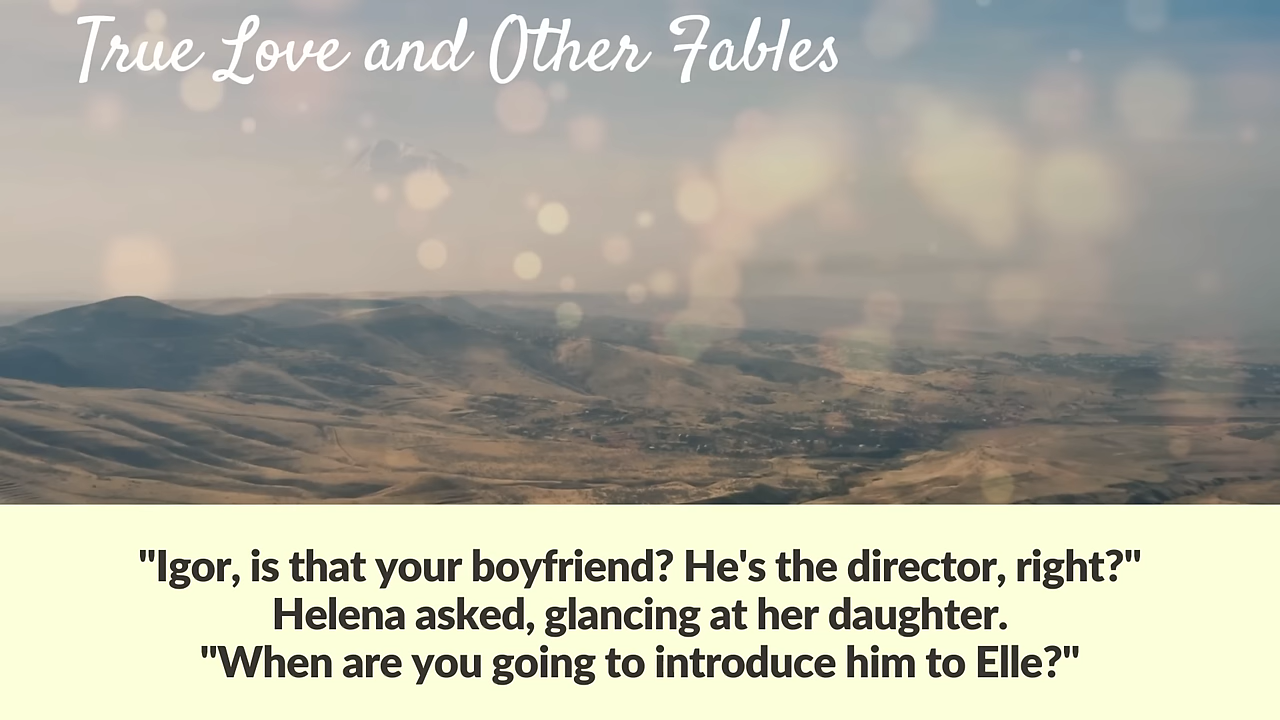 True Love and Other Fables
"Igor, is that your boyfriend? He's the director, right?"
Helena asked, glancing at her daughter.
"When are you going to introduce him to Elle?"